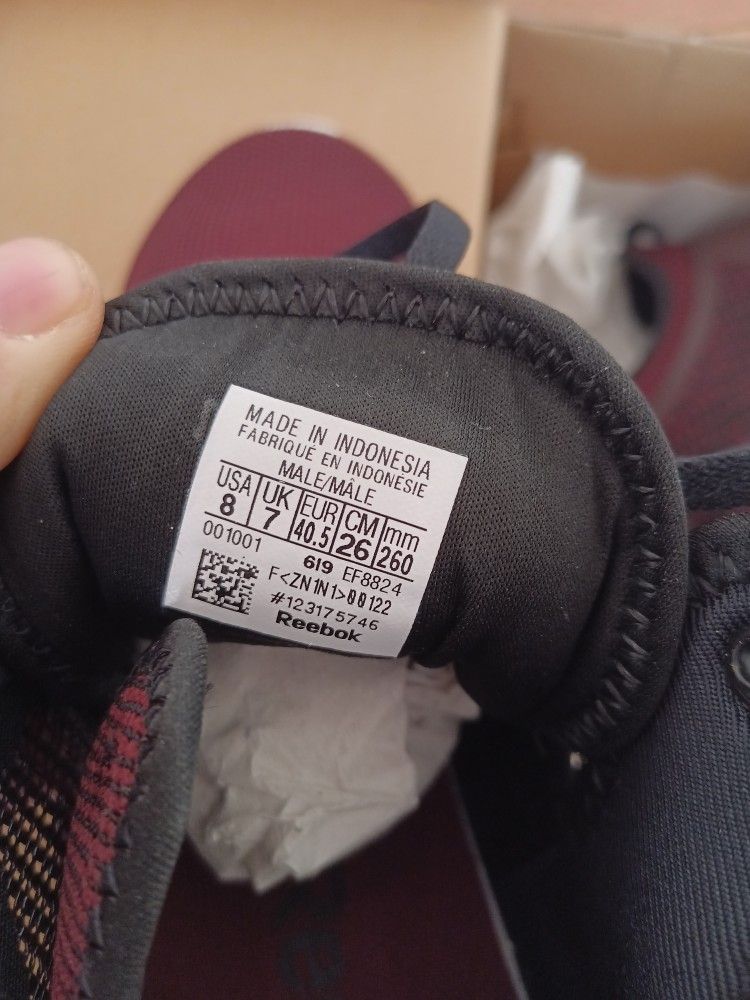 MADE IN INDONESIA
FABRIQUE EN INDONESIE
MALE/MÂLE
USA UK EUR CM mm
8 7 40.5 26 260
001001
619 EF8824
F<ZN1N1>00122
#123175746
Reebok